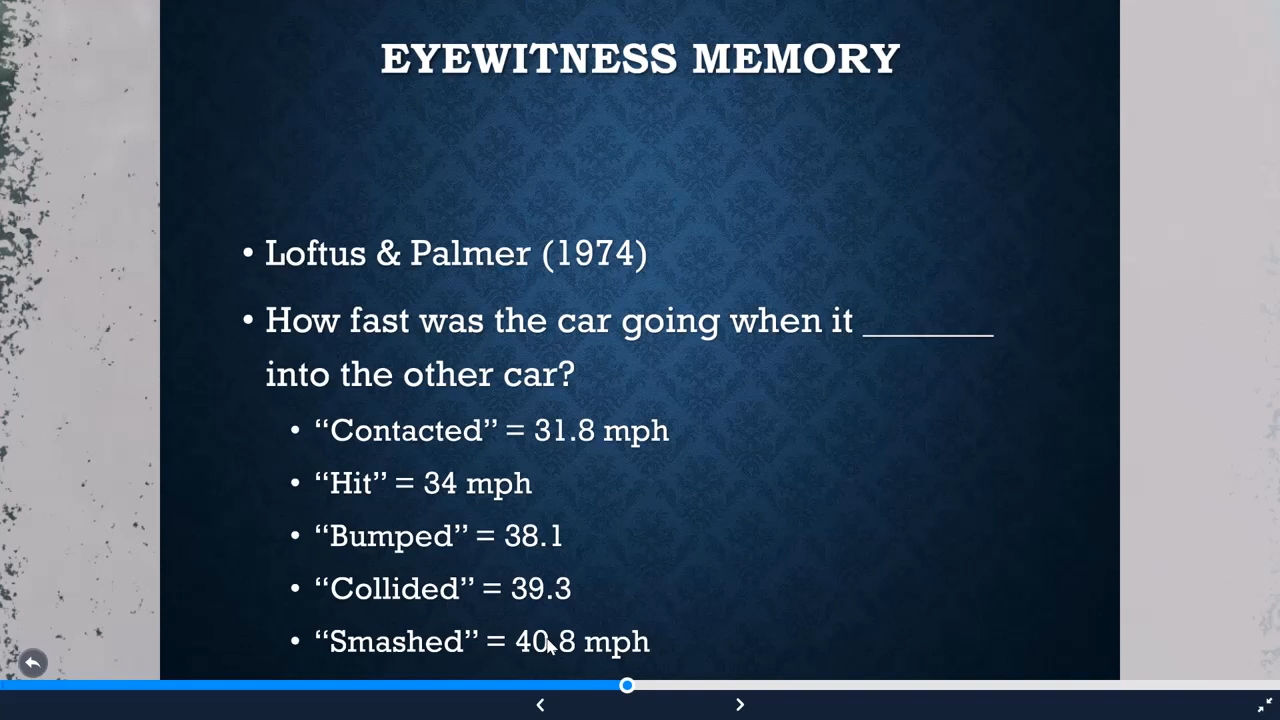 EYEWITNESS MEMORY
• Loftus & Palmer (1974)
• How fast was the car going when it _______
into the other car?
• “Contacted” = 31.8 mph
• “Hit” = 34 mph
• “Bumped” = 38.1
• “Collided” = 39.3
• “Smashed” = 40.8 mph